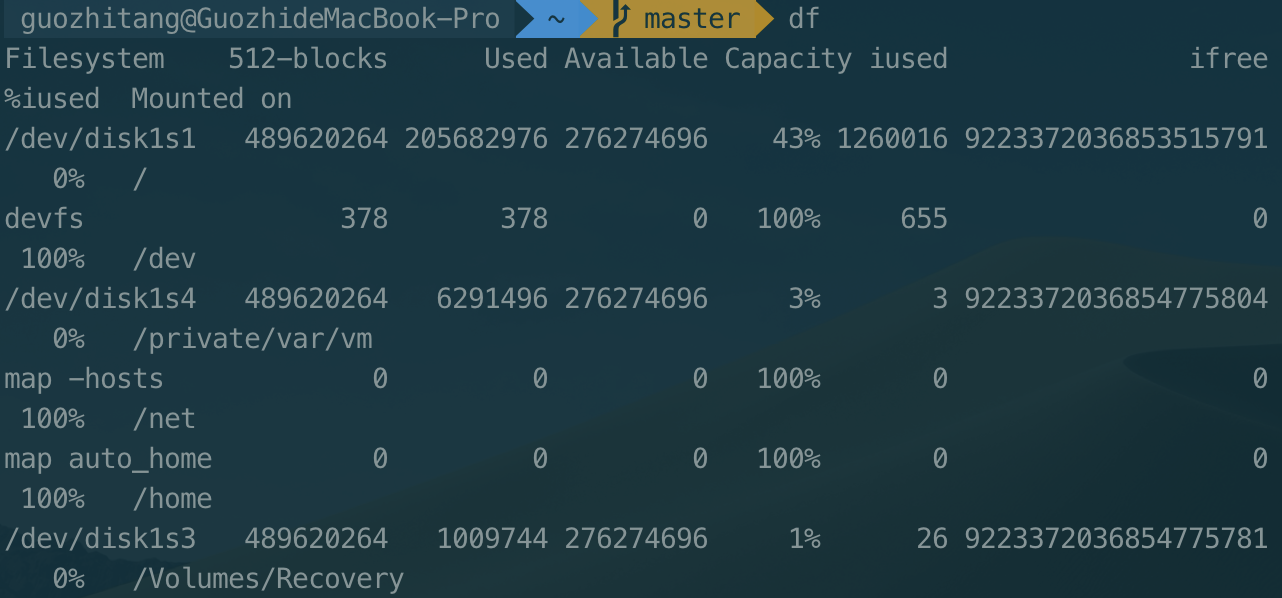 guozhitang@GuozhideMacBook-Pro ~ master df
Filesystem 512-blocks Used Available Capacity iused ifree
%iused Mounted on
/dev/disk1s1 489620264 205682976 276274696 43% 1260016 9223372036853515791
0% /
devfs 378 378 0 100% 655 0
100% /dev
/dev/disk1s4 489620264 6291496 276274696 3% 3 9223372036854775804
0% /private/var/vm
map -hosts 0 0 0 100% 0 0
100% /net
map auto_home 0 0 0 100% 0 0
100% /home
/dev/disk1s3 489620264 1009744 276274696 1% 26 9223372036854775781
0% /Volumes/Recovery